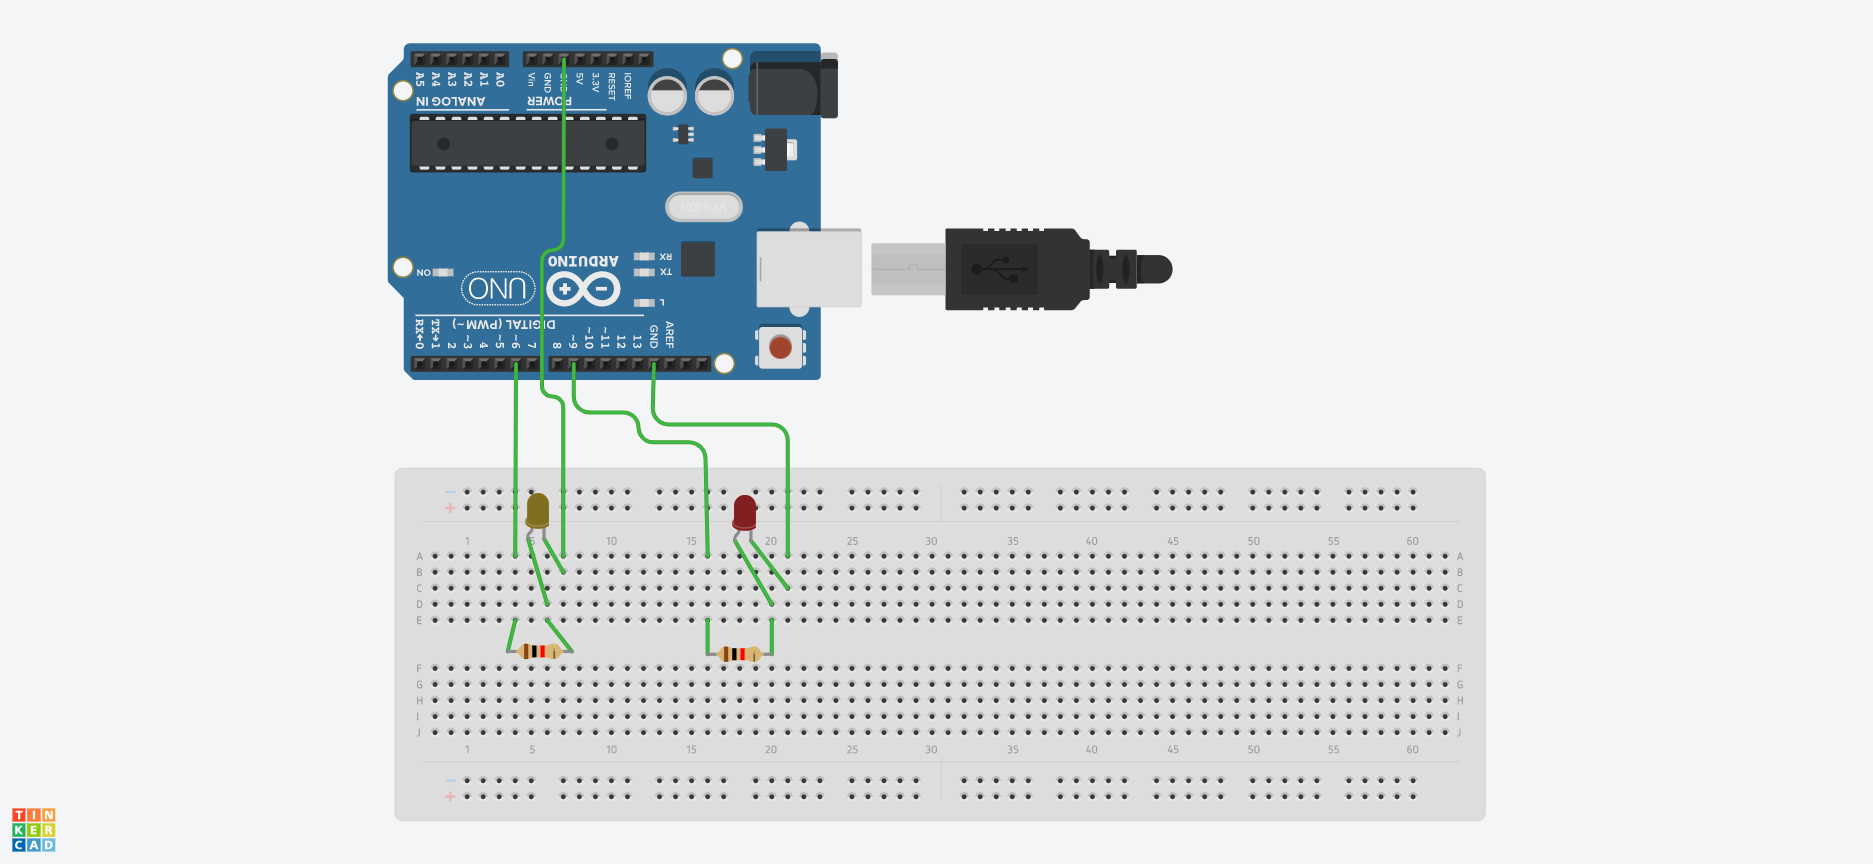 A5 A4 A3 A2 A1 A0
Vin GND GND 5V 3.3V RESET IOREF
ANALOG IN
POWER
RX
TX
ARDUINO
ON
UNO
L
DIGITAL (PWM~)
RX←0 TX→1 2 ~3 4 ~5 ~6 7 8 ~9 ~10 ~11 12 13 GND AREF
1 5 10 15 20 25 30 35 40 45 50 55 60
A A
B B
C C
D D
E E
F F
G G
H H
I I
J J
1 5 10 15 20 25 30 35 40 45 50 55 60
TIN
KER
CAD